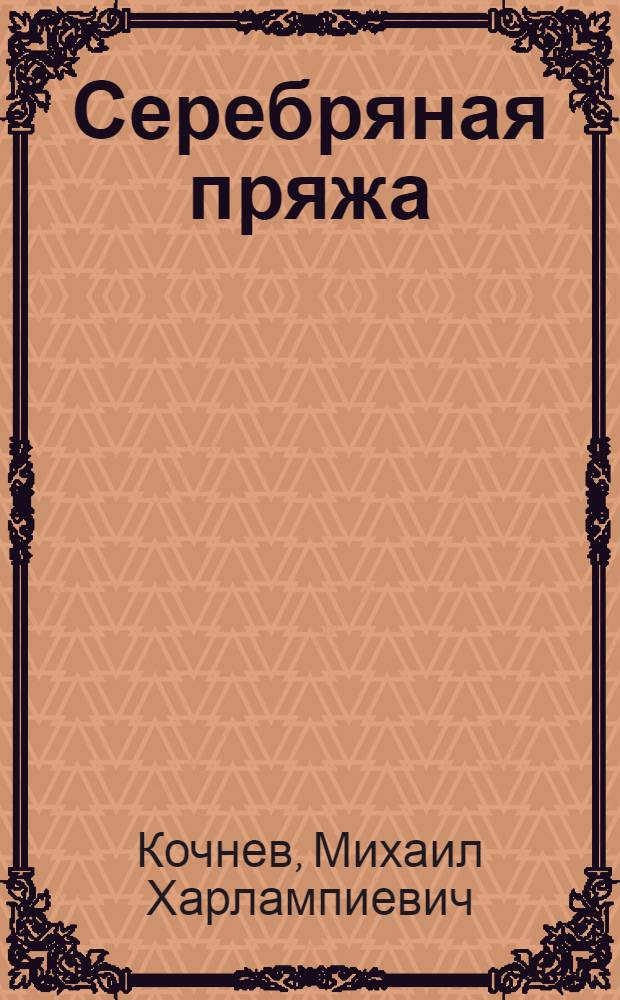 Серебряная
пряжа
Кочнев, Михаил
Харлампиевич